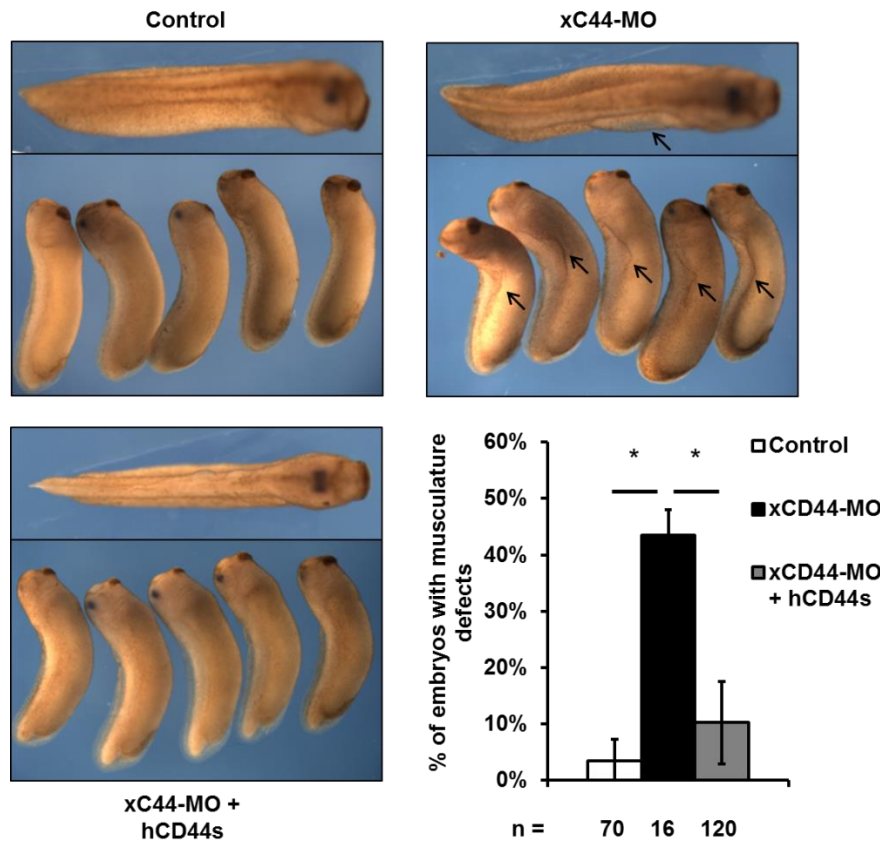 Control
xC44-MO
xC44-MO +
hCD44s
% of embryos with musculature
defects
60%
50%
40%
30%
20%
10%
0%
* *
Control
xCD44-MO
xCD44-MO
+ hCD44s
n = 70 16 120